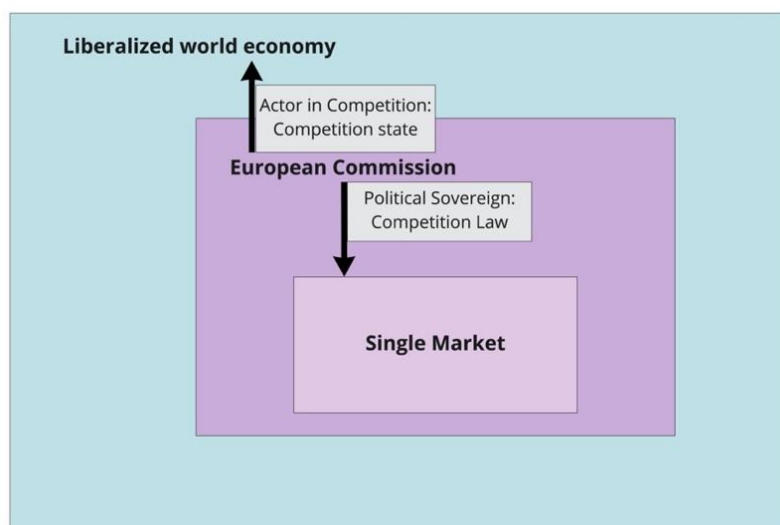 Liberalized world economy
Actor in Competition:
Competition state
European Commission
Political Sovereign:
Competition Law
Single Market